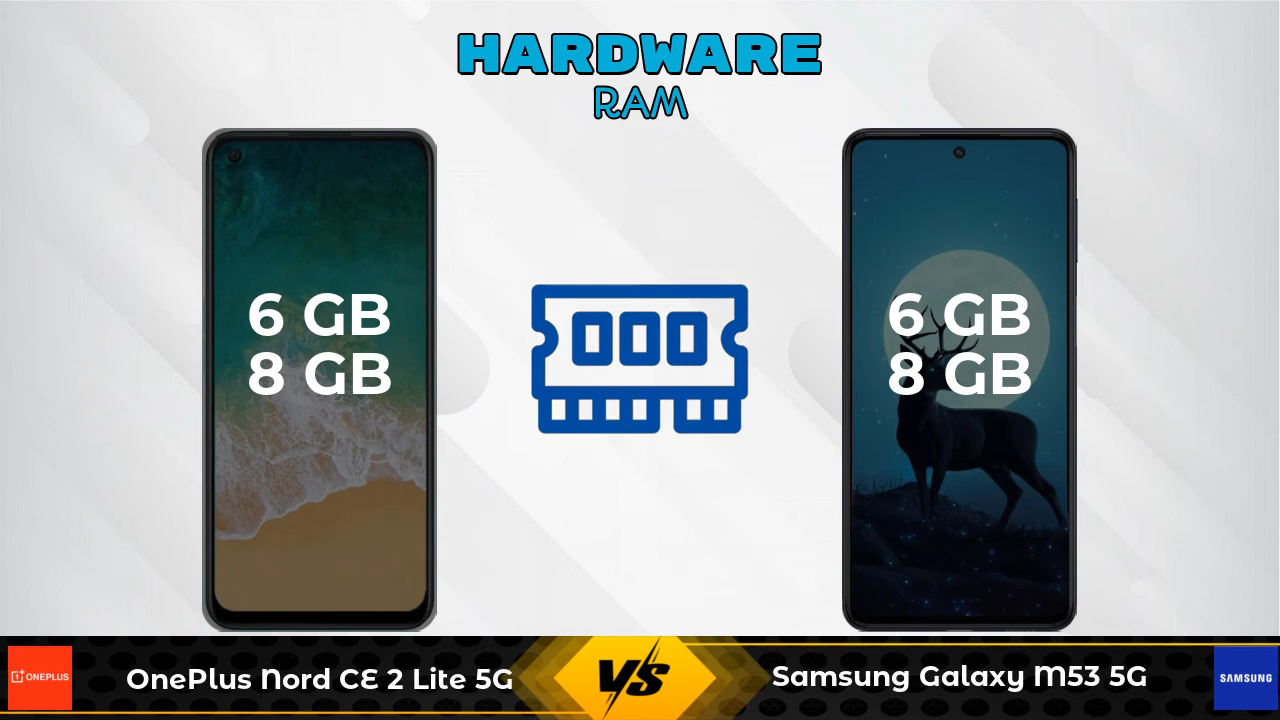 HARDWARE
RAM
6 GB
8 GB
6 GB
8 GB
ONEPLUS
OnePlus Nord CE 2 Lite 5G
VS
Samsung Galaxy M53 5G
SAMSUNG